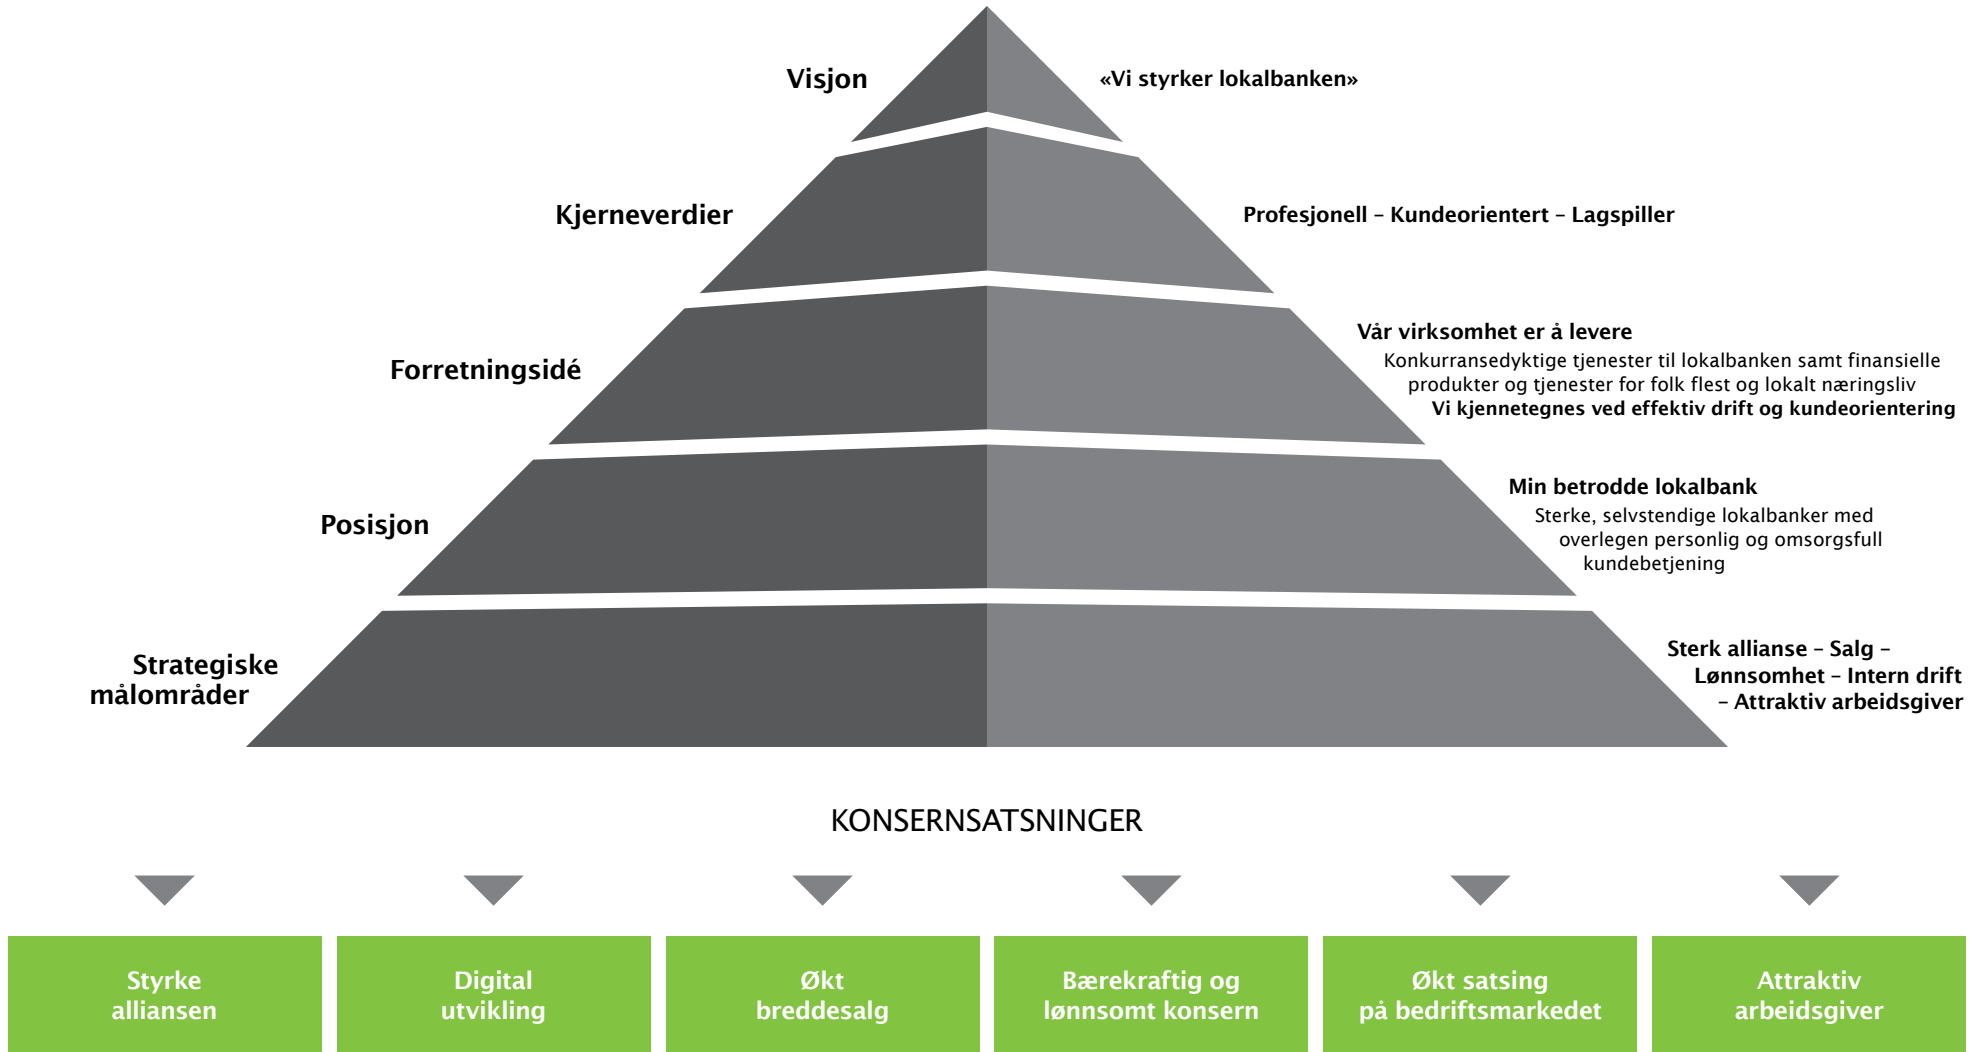 Visjon
«Vi styrker lokalbanken»
Kjerneverdier
Profesjonell – Kundeorientert – Lagspiller
Forretningsidé
Vår virksomhet er å levere
Konkurransedyktige tjenester til lokalbanken samt finansielle
produkter og tjenester for folk flest og lokalt næringsliv
Vi kjennetegnes ved effektiv drift og kundeorientering
Posisjon
Min betrodde lokalbank
Sterke, selvstendige lokalbanker med
overlegen personlig og omsorgsfull
kundebetjening
Strategiske
målområder
Sterk allianse – Salg –
Lønnsomhet – Intern drift
– Attraktiv arbeidsgiver
KONSERNSATSNINGER
Styrke
alliansen
Digital
utvikling
Økt
breddesalg
Bærekraftig og
lønnsomt konsern
Økt satsing
på bedriftsmarkedet
Attraktiv
arbeidsgiver